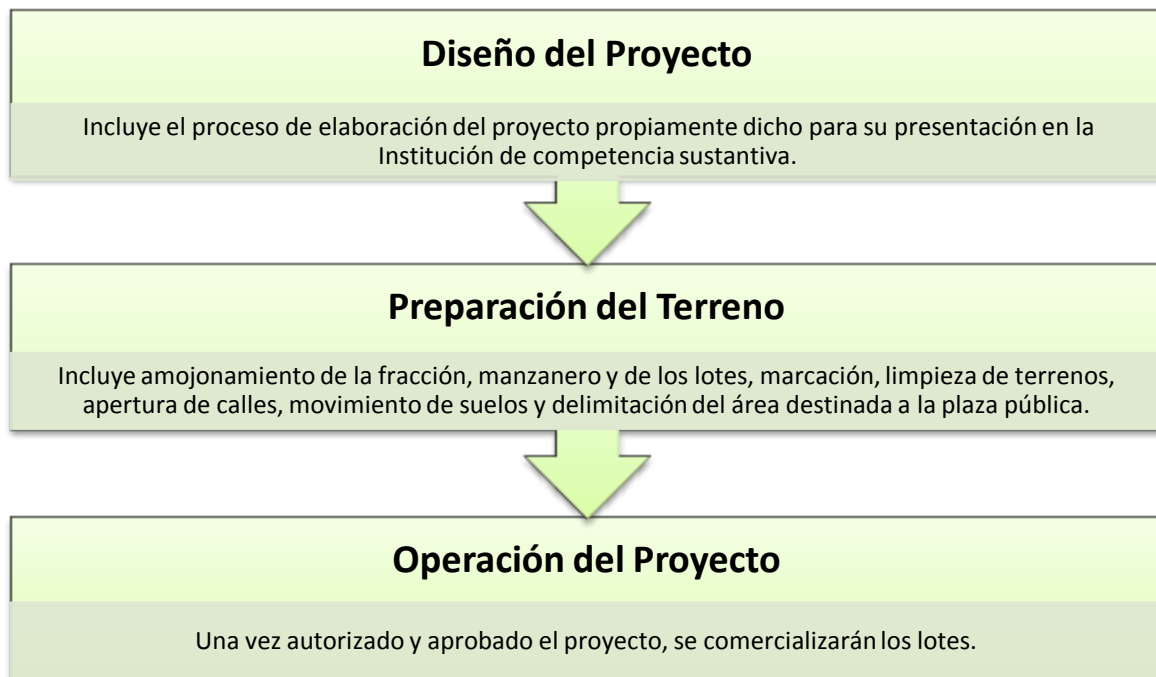 Diseño del Proyecto
Incluye el proceso de elaboración del proyecto propiamente dicho para su presentación en la
Institución de competencia sustantiva.
Preparación del Terreno
Incluye amojonamiento de la fracción, manzanero y de los lotes, marcación, limpieza de terrenos,
apertura de calles, movimiento de suelos y delimitación del área destinada a la plaza pública.
Operación del Proyecto
Una vez autorizado y aprobado el proyecto, se comercializarán los lotes.